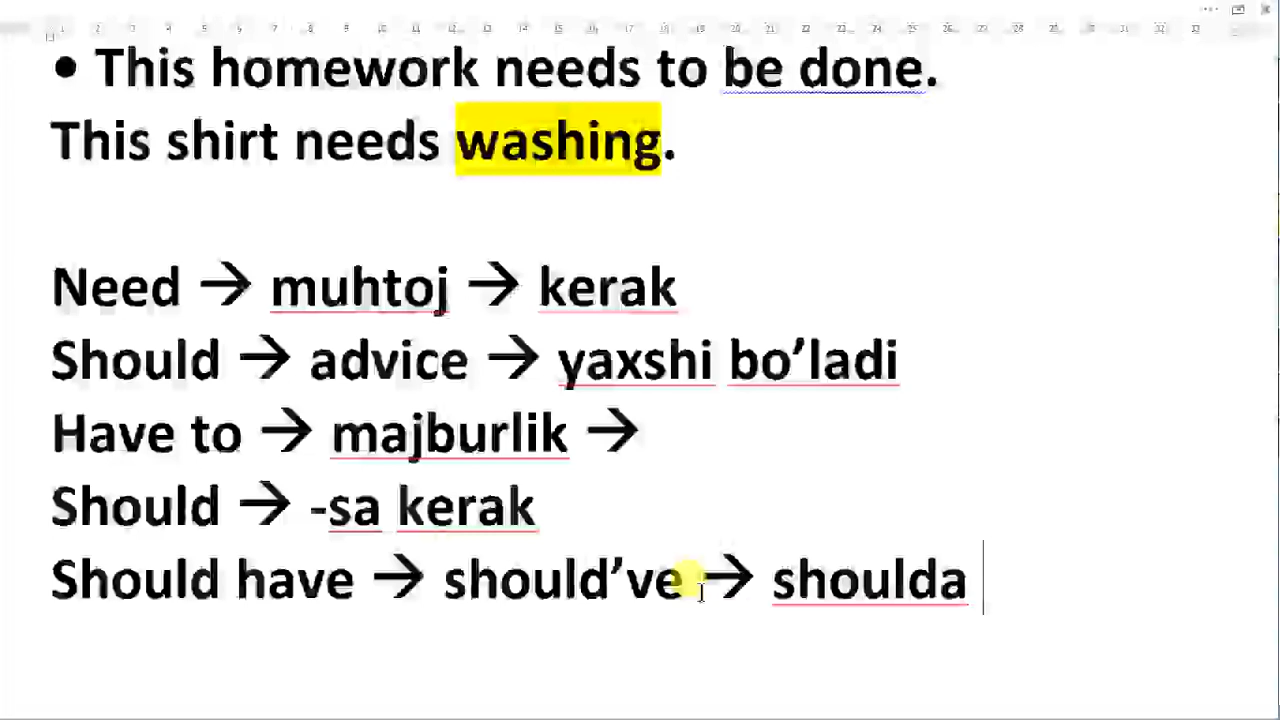 • This homework needs to be done.
This shirt needs washing.
Need → muhtoj → kerak
Should → advice → yaxshi bo’ladi
Have to → majburlik →
Should → -sa kerak
Should have → should’ve → shoulda